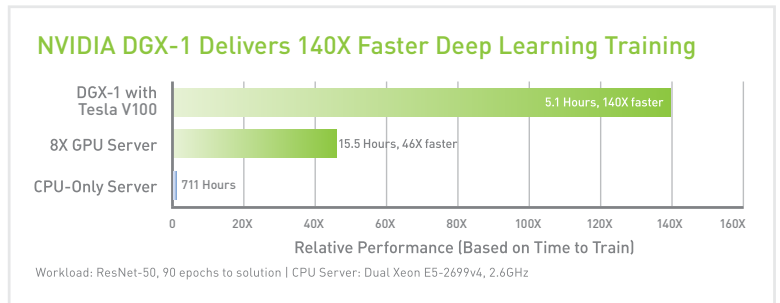 NVIDIA DGX-1 Delivers 140X Faster Deep Learning Training
DGX-1 with
Tesla V100
5.1 Hours, 140X faster
8X GPU Server
15.5 Hours, 46X faster
CPU-Only Server
711 Hours
0 20X 40X 60X 80X 100X 120X 140X 160X
Relative Performance (Based on Time to Train)
Workload: ResNet-50, 90 epochs to solution | CPU Server: Dual Xeon E5-2699v4, 2.6GHz